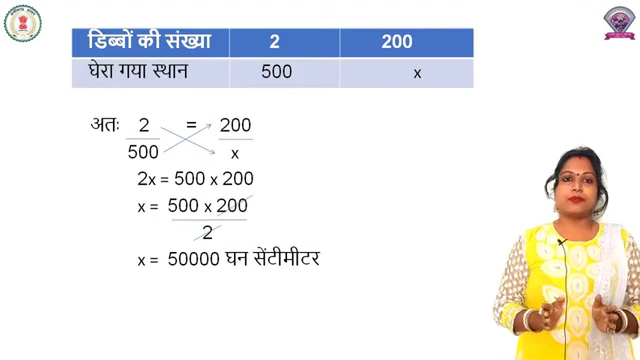 डिब्बों की संख्या 2 200
घेरा गया स्थान 500 x
अतः 2 = 200
500 x
2x = 500 x 200
x = 500 x 200
2
x = 50000 घन सेंटीमीटर